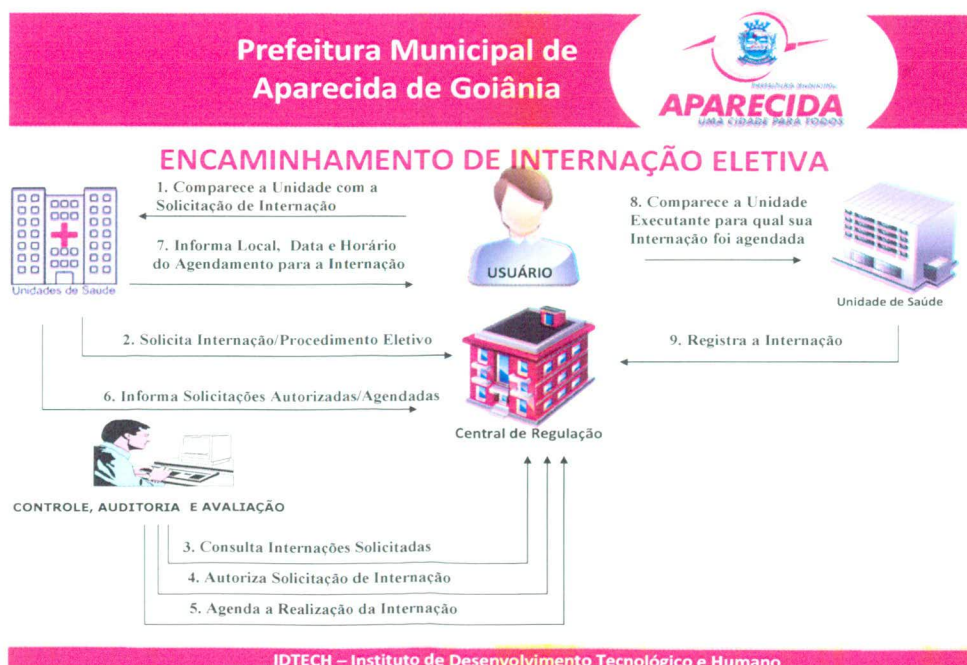 Prefeitura Municipal de
Aparecida de Goiânia
PREFEITURA MUNICIPAL
APARECIDA
UMA CIDADE PARA TODOS
ENCAMINHAMENTO DE INTERNAÇÃO ELETIVA
1. Comparece a Unidade com a
Solicitação de Internação
7. Informa Local, Data e Horário
do Agendamento para a Internação
Unidades de Saude
USUÁRIO
8. Comparece a Unidade
Executante para qual sua
Internação foi agendada
Unidade de Saúde
2. Solicita Internação/Procedimento Eletivo
9. Registra a Internação
6. Informa Solicitações Autorizadas/Agendadas
Central de Regulação
CONTROLE, AUDITORIA E AVALIAÇÃO
3. Consulta Internações Solicitadas
4. Autoriza Solicitação de Internação
5. Agenda a Realização da Internação
IDTECH – Instituto de Desenvolvimento Tecnológico e Humano